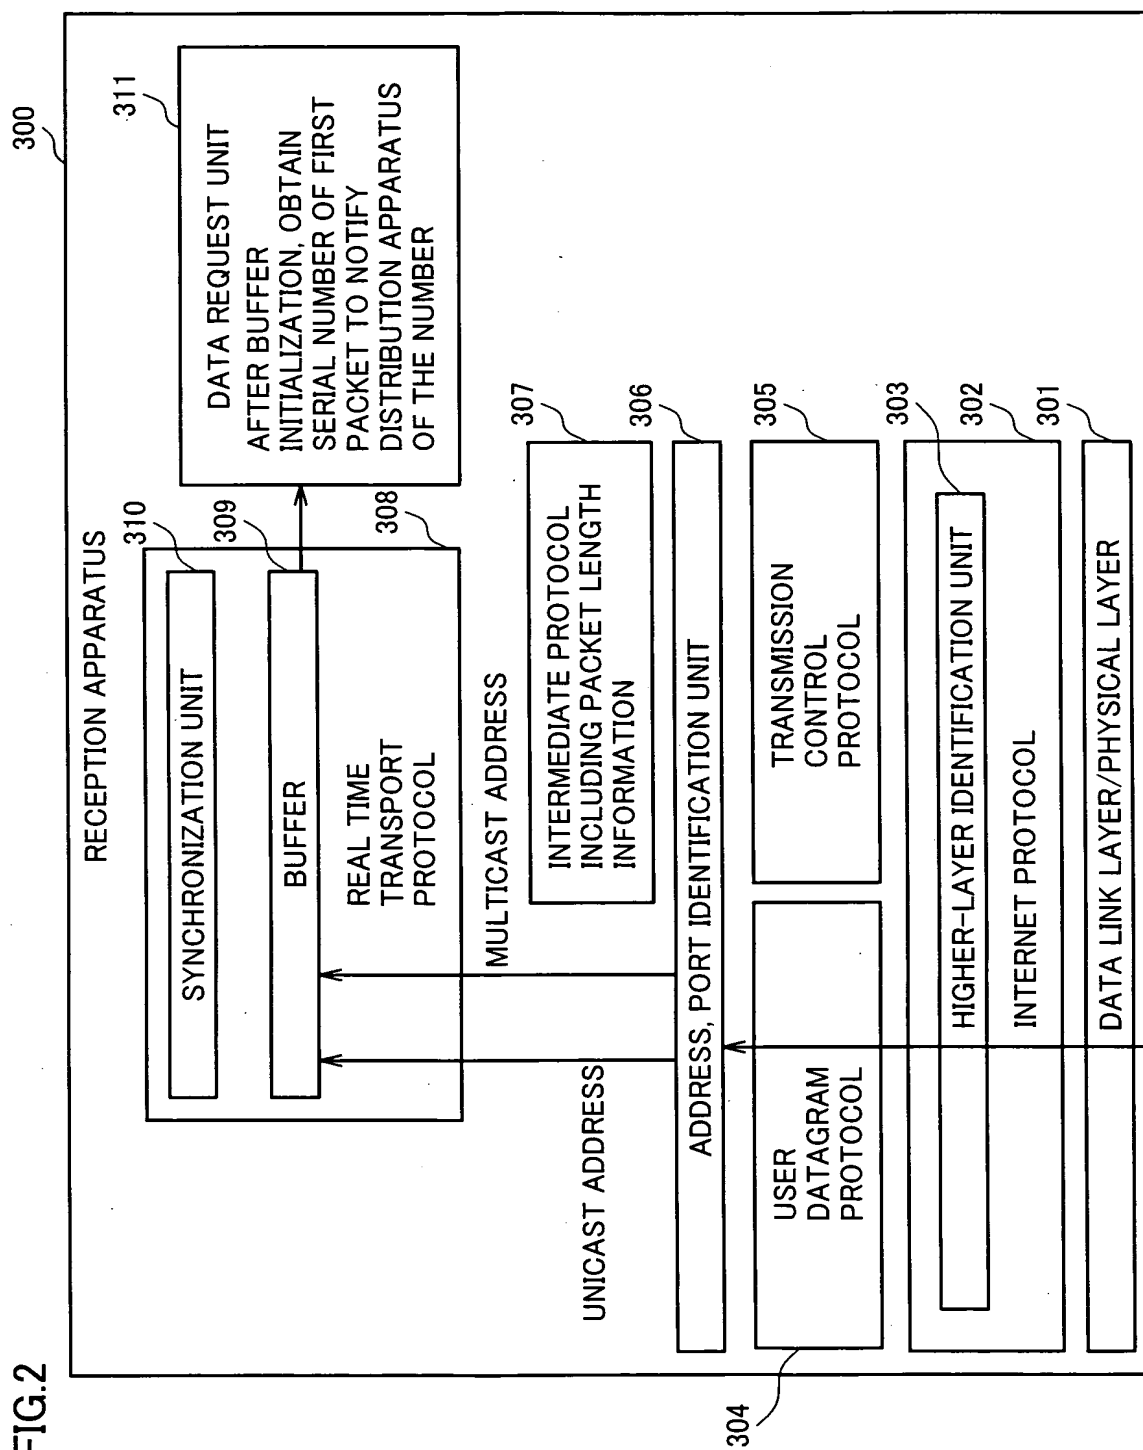 FIG.2
300
RECEPTION APPARATUS
310
SYNCHRONIZATION UNIT
309
BUFFER
308
REAL TIME
TRANSPORT
PROTOCOL
311
DATA REQUEST UNIT
AFTER BUFFER
INITIALIZATION, OBTAIN
SERIAL NUMBER OF FIRST
PACKET TO NOTIFY
DISTRIBUTION APPARATUS
OF THE NUMBER
MULTICAST ADDRESS
UNICAST ADDRESS
307
INTERMEDIATE PROTOCOL
INCLUDING PACKET LENGTH
INFORMATION
306
ADDRESS, PORT IDENTIFICATION UNIT
304
USER
DATAGRAM
PROTOCOL
305
TRANSMISSION
CONTROL
PROTOCOL
303
HIGHER-LAYER IDENTIFICATION UNIT
302
INTERNET PROTOCOL
301
DATA LINK LAYER/PHYSICAL LAYER